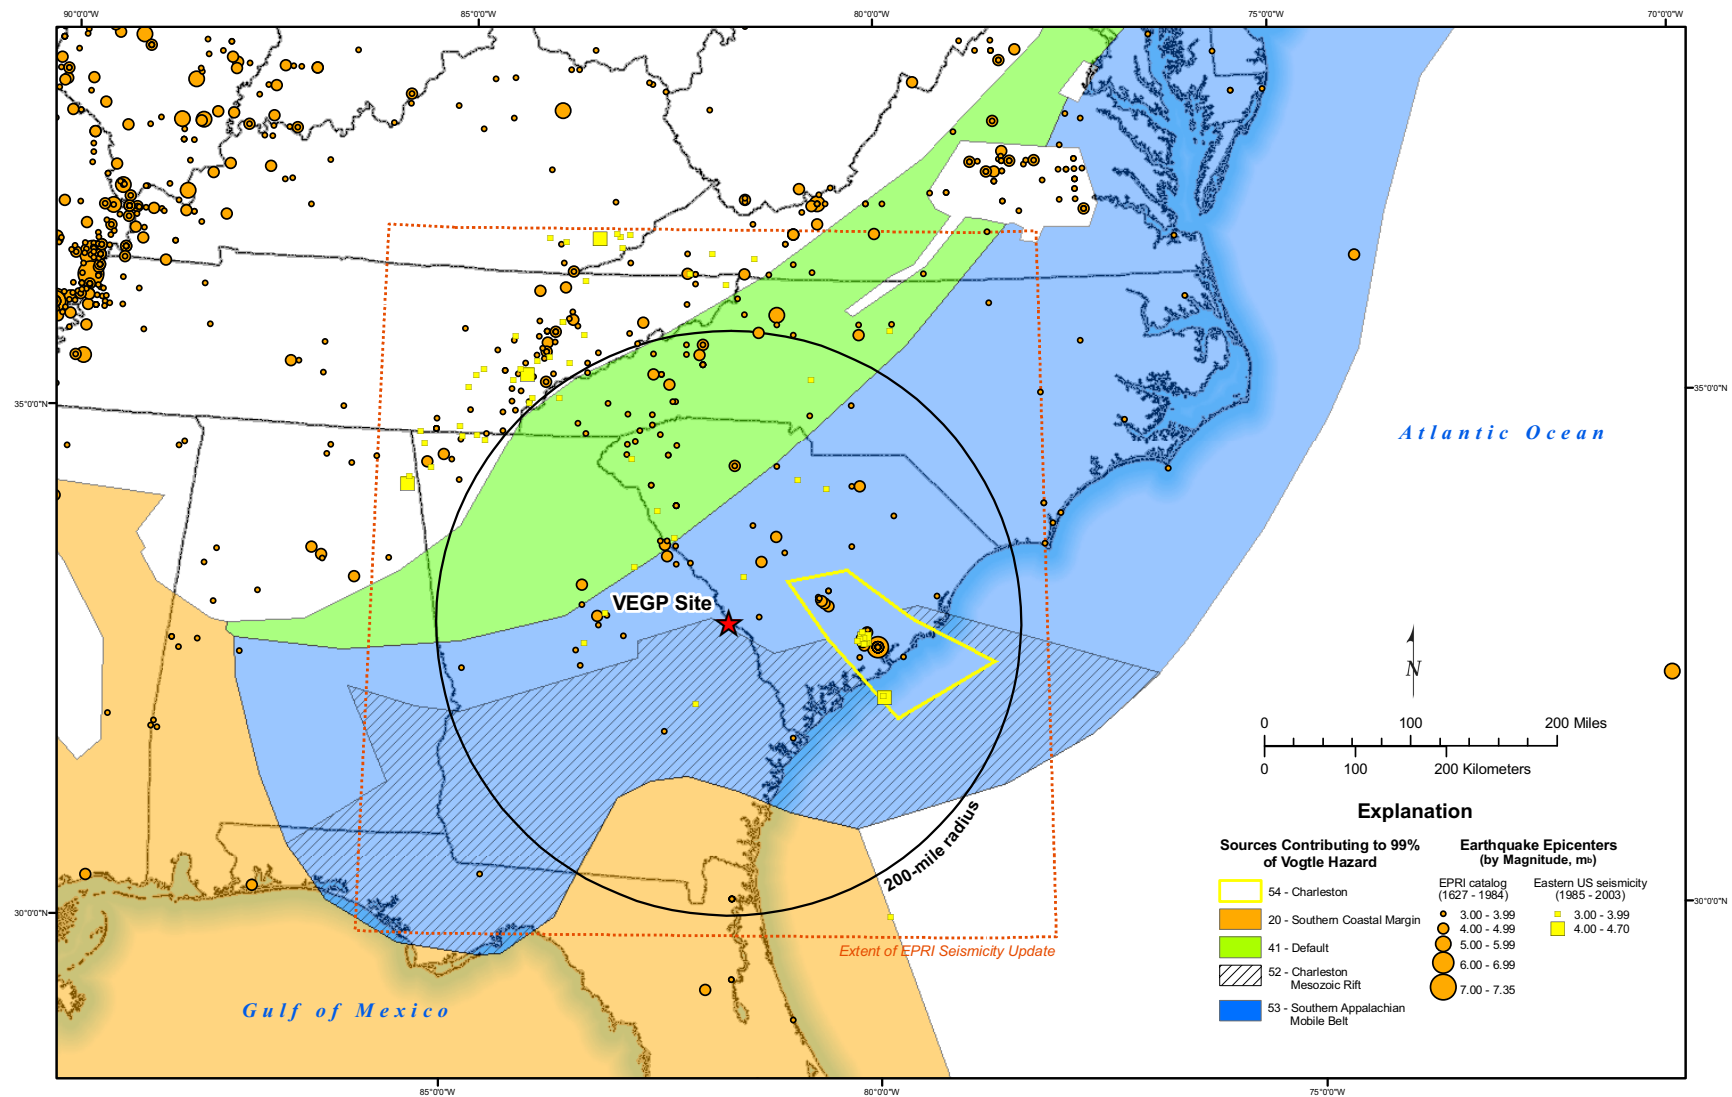 90°0'0"W
85°0'0"W
80°0'0"W
75°0'0"W
70°0'0"W
35°0'0"N
35°0'0"N
Atlantic Ocean
VEGP Site
N
0 100 200 Miles
0 100 200 Kilometers
200-mile radius
Explanation
Sources Contributing to 99%
of Vogtle Hazard
54 - Charleston
20 - Southern Coastal Margin
41 - Default
52 - Charleston
Mesozoic Rift
53 - Southern Appalachian
Mobile Belt
Earthquake Epicenters
(by Magnitude, mb)
EPRI catalog
(1627 - 1984)
3.00 - 3.99
4.00 - 4.99
5.00 - 5.99
6.00 - 6.99
7.00 - 7.35
Eastern US seismicity
(1985 - 2003)
3.00 - 3.99
4.00 - 4.70
30°0'0"N
30°0'0"N
Extent of EPRI Seismicity Update
Gulf of Mexico
85°0'0"W
80°0'0"W
75°0'0"W